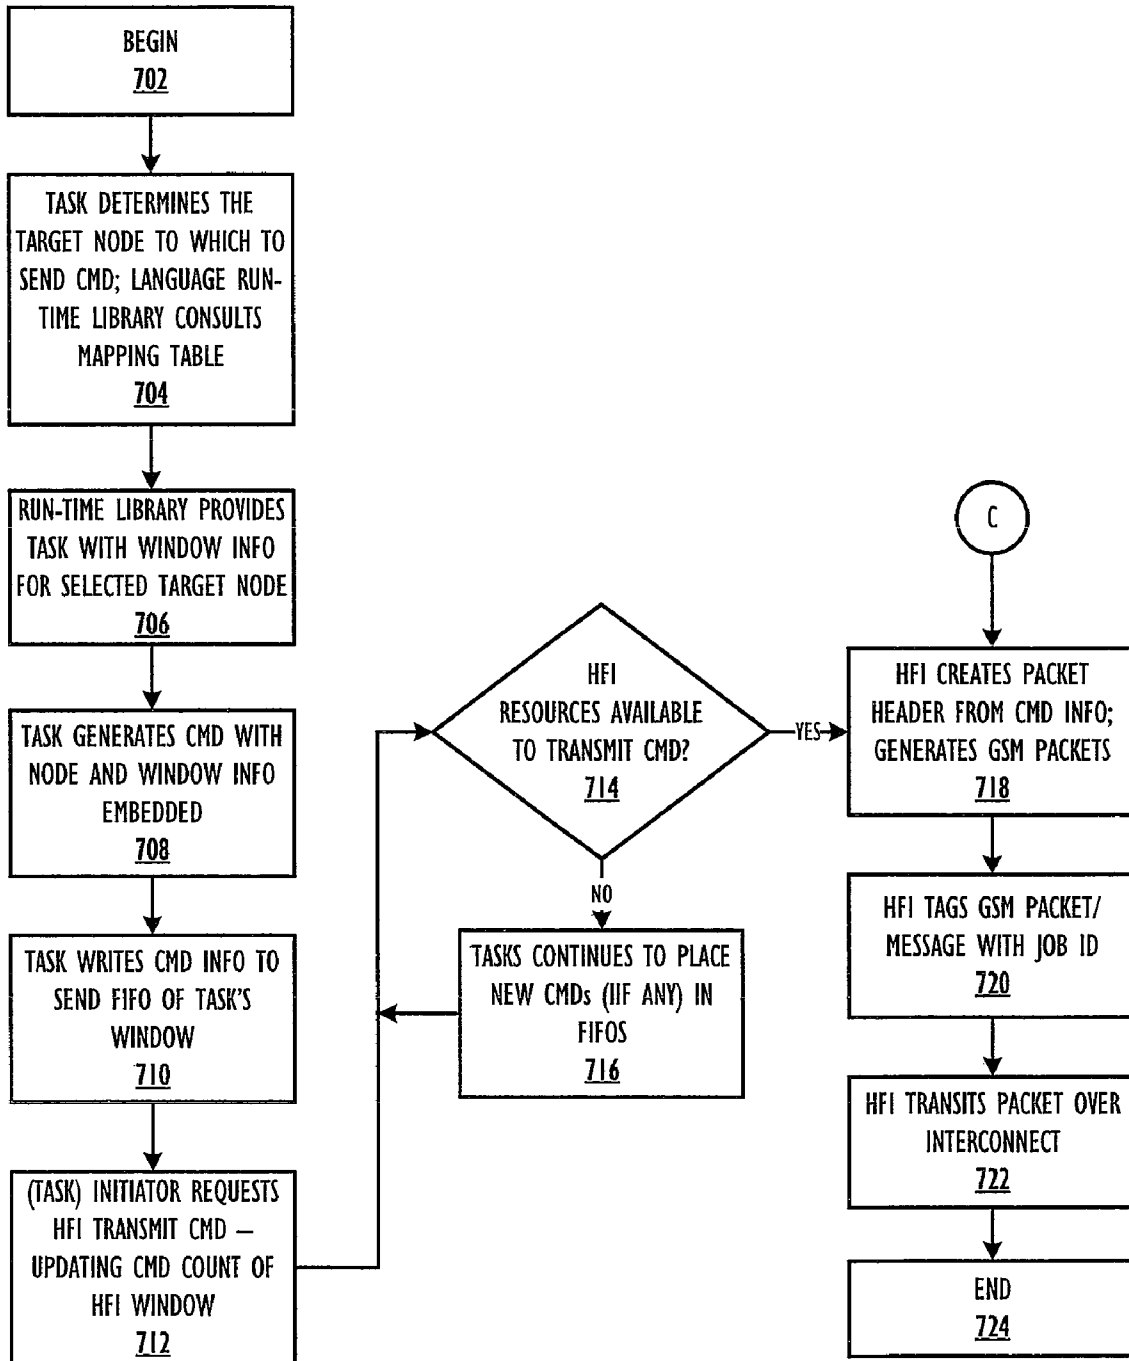 BEGIN
702
TASK DETERMINES THE
TARGET NODE TO WHICH TO
SEND CMD; LANGUAGE RUN-
TIME LIBRARY CONSULTS
MAPPING TABLE
704
RUN-TIME LIBRARY PROVIDES
TASK WITH WINDOW INFO
FOR SELECTED TARGET NODE
706
TASK GENERATES CMD WITH
NODE AND WINDOW INFO
EMBEDDED
708
TASK WRITES CMD INFO TO
SEND FIFO OF TASK'S
WINDOW
710
(TASK) INITIATOR REQUESTS
HFI TRANSMIT CMD –
UPDATING CMD COUNT OF
HFI WINDOW
712
HFI
RESOURCES AVAILABLE
TO TRANSMIT CMD?
714
YES
NO
TASKS CONTINUES TO PLACE
NEW CMDs (IIF ANY) IN
FIFOS
716
C
HFI CREATES PACKET
HEADER FROM CMD INFO;
GENERATES GSM PACKETS
718
HFI TAGS GSM PACKET/
MESSAGE WITH JOB ID
720
HFI TRANSITS PACKET OVER
INTERCONNECT
722
END
724